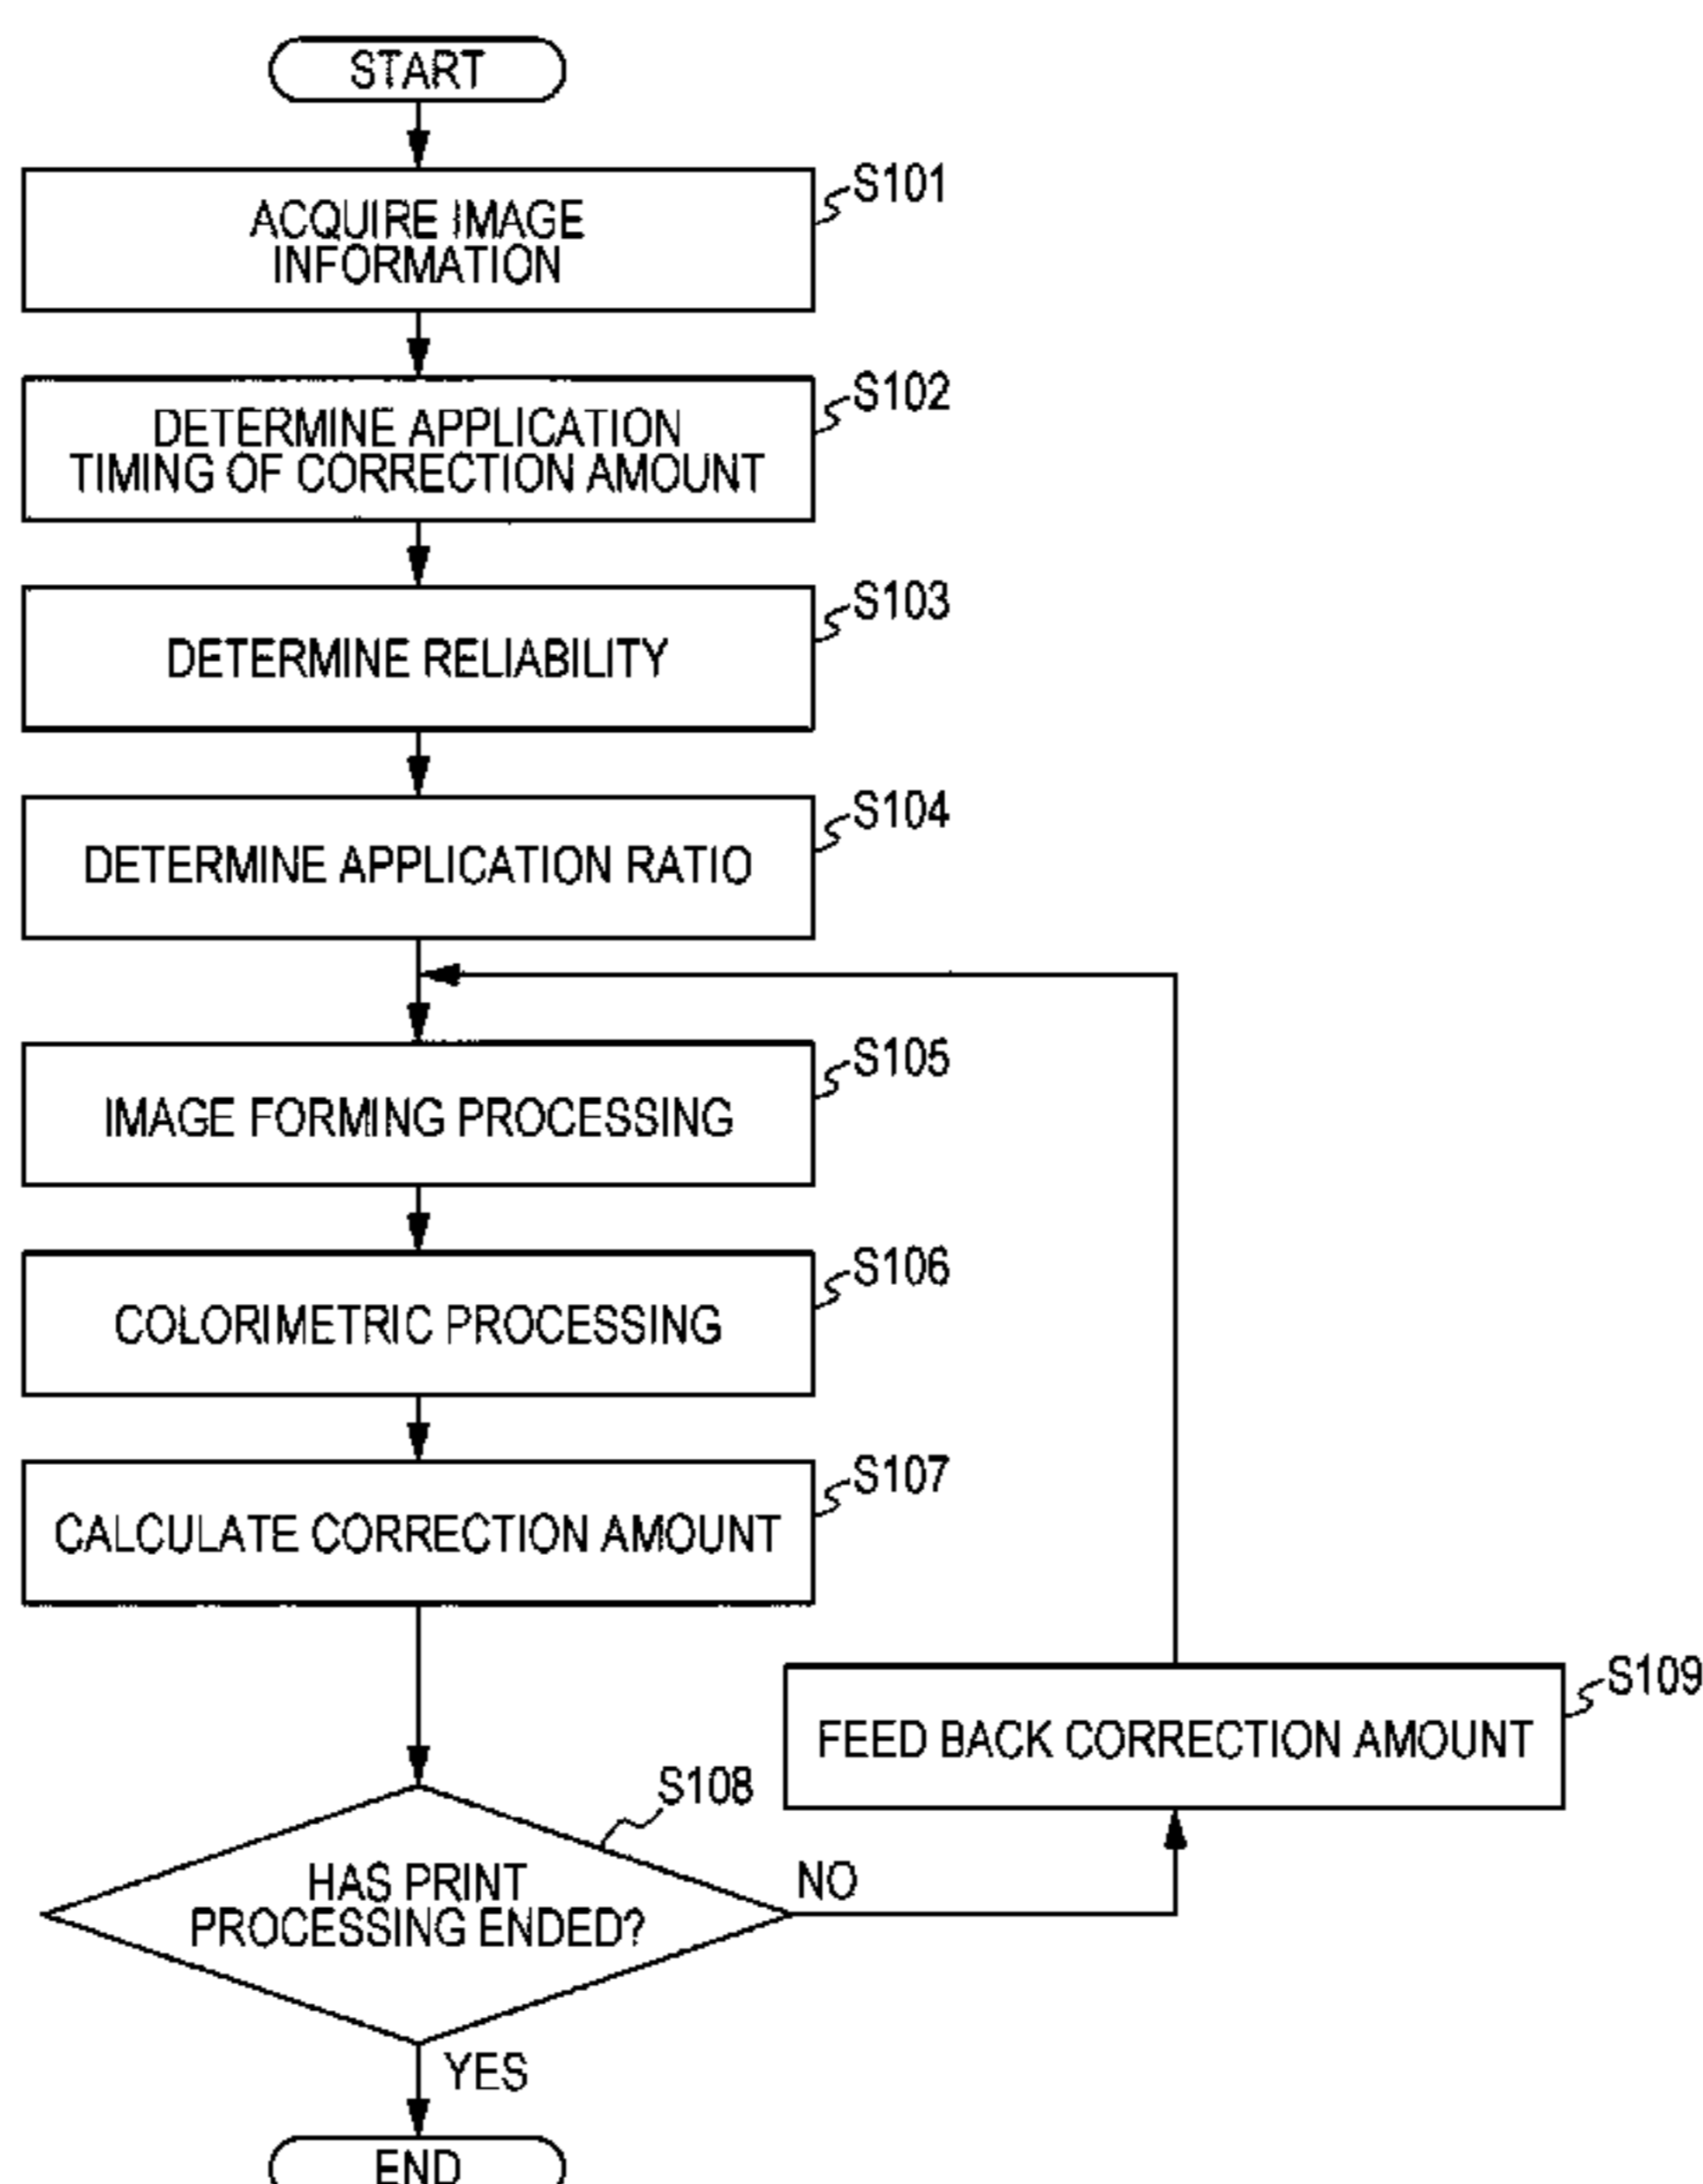 START
S101
ACQUIRE IMAGE
INFORMATION
S102
DETERMINE APPLICATION
TIMING OF CORRECTION AMOUNT
S103
DETERMINE RELIABILITY
S104
DETERMINE APPLICATION RATIO
S105
IMAGE FORMING PROCESSING
S106
COLORIMETRIC PROCESSING
S107
CALCULATE CORRECTION AMOUNT
S109
FEED BACK CORRECTION AMOUNT
S108
HAS PRINT
PROCESSING ENDED?
NO
YES
END